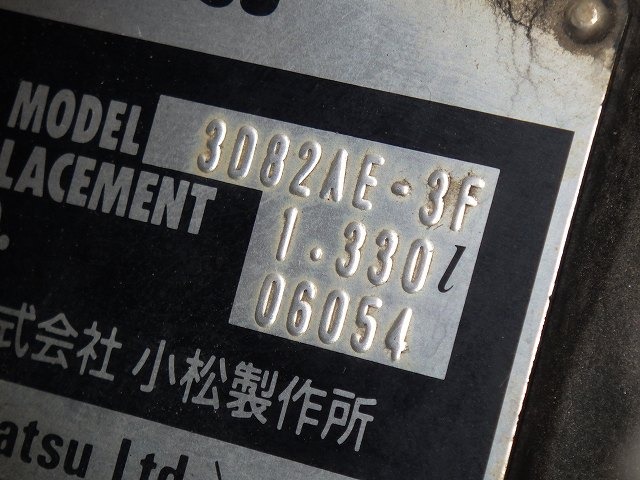 MODEL 3D82AE-3F
LACEMENT 1.330l
06054
式会社 小松製作所
atsu Ltd.